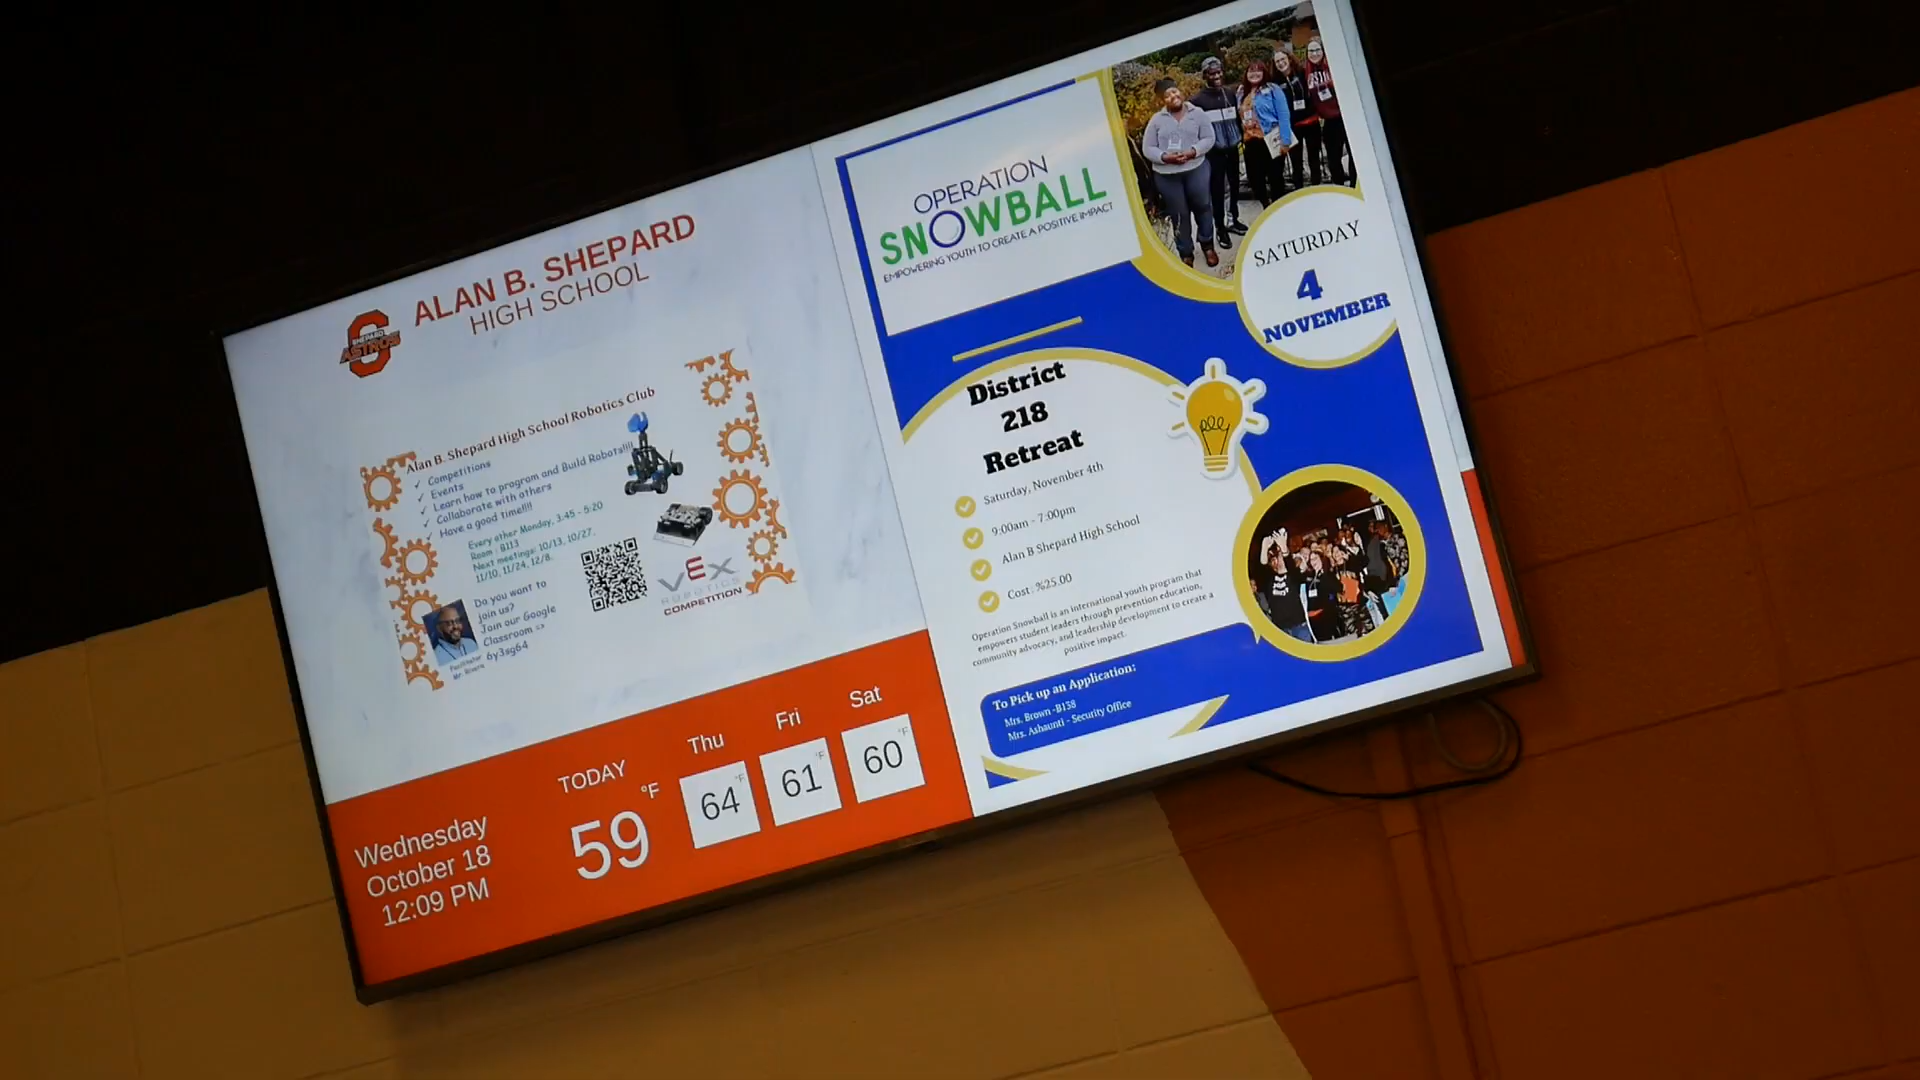 ALAN B. SHEPARD
HIGH SCHOOL
SHEPARD
ASTROS
Alan B. Shepard High School Robotics Club
✓ Competitions
✓ Events
✓ Learn how to program and Build Robots!!!!
✓ Collaborate with others
✓ Have a good time!!!!
Every other Monday, 3:45 - 5:20
Room : B113
Next meetings: 10/13, 10/27,
11/10, 11/24, 12/8.
Do you want to
join us?
Join our Google
Classroom =>
6y3sg64
Facilitator
Mr. Rivera
VEX
ROBOTICS
COMPETITION
Wednesday
October 18
12:09 PM
TODAY
59 °F
Thu
64 °F
Fri
61 °F
Sat
60 °F
OPERATION
SNOWBALL
EMPOWERING YOUTH TO CREATE A POSITIVE IMPACT
SATURDAY
4
NOVEMBER
District
218
Retreat
Saturday, November 4th
9:00am - 7:00pm
Alan B Shepard High School
Cost: %25.00
Operation Snowball is an international youth program that
empowers student leaders through prevention education,
community advocacy, and leadership development to create a
positive impact.
To Pick up an Application:
Mrs. Brown -B138
Mrs. Ashaunti - Security Office